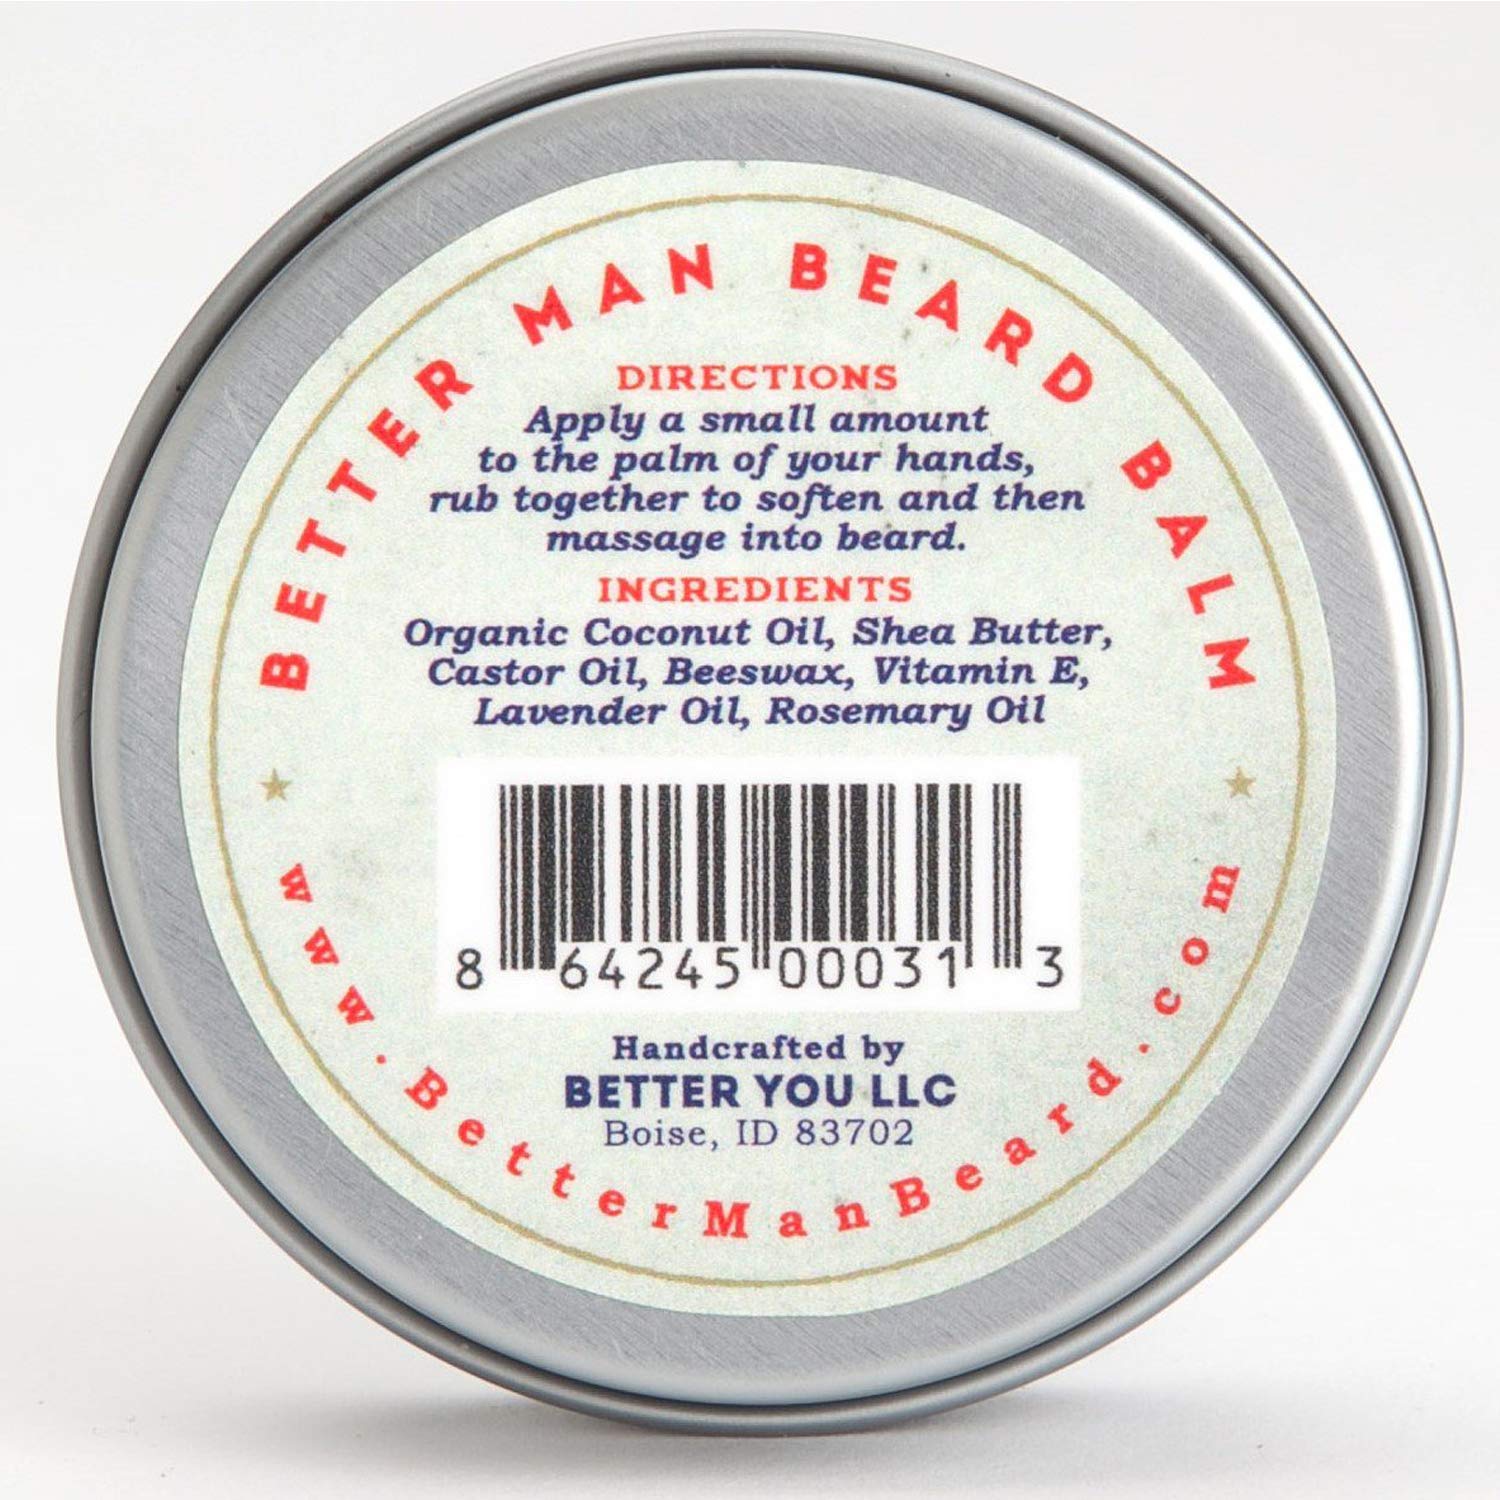 BETTER MAN BEARD BALM
DIRECTIONS
Apply a small amount
to the palm of your hands,
rub together to soften and then
massage into beard.
INGREDIENTS
Organic Coconut Oil, Shea Butter,
Castor Oil, Beeswax, Vitamin E,
Lavender Oil, Rosemary Oil
8 64245 00031 3
Handcrafted by
BETTER YOU LLC
Boise, ID 83702
www.BetterManBeard.com